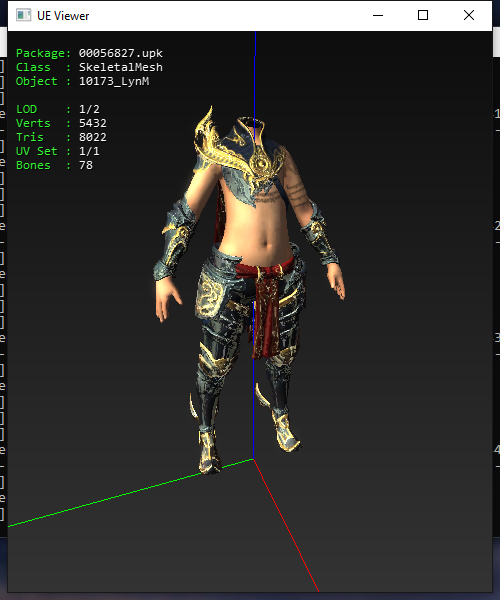 UE Viewer
Package: 00056827.upk
Class : SkeletalMesh
Object : 10173_LynM
LOD : 1/2
Verts : 5432
Tris : 8022
UV Set : 1/1
Bones : 78